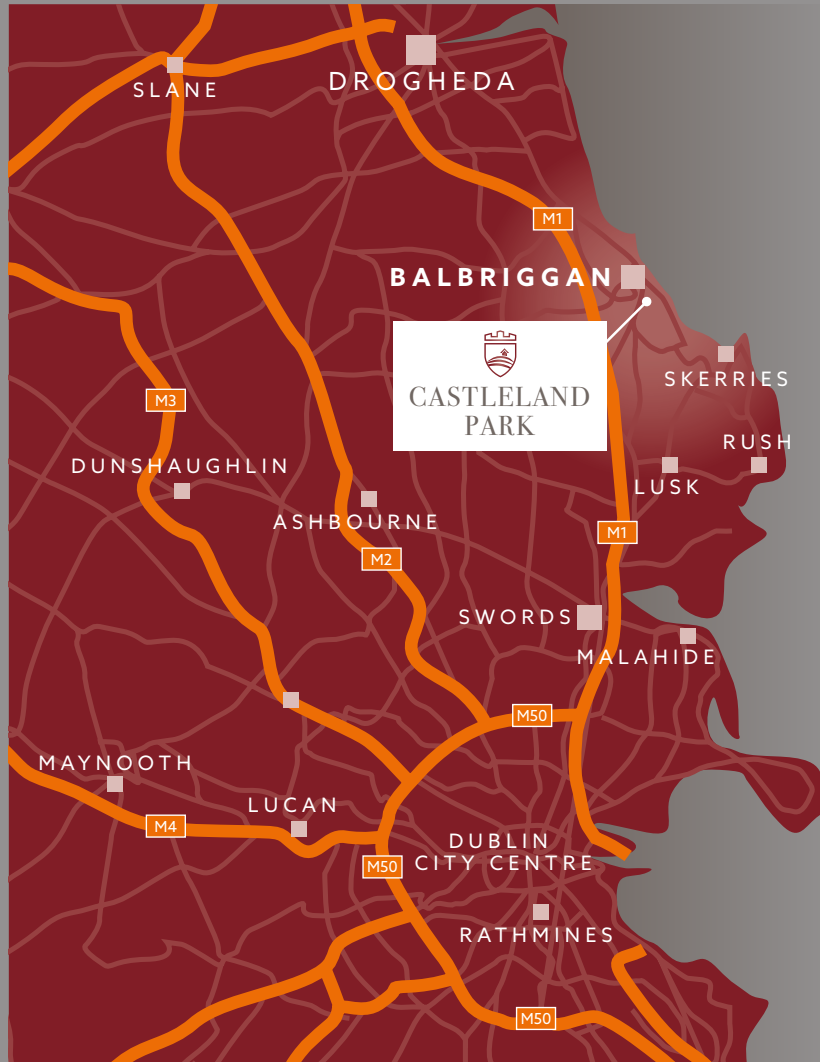 SLANE
DROGHEDA
M1
BALBRIGGAN
CASTLELAND
PARK
SKERRIES
M3
RUSH
DUNSHAUGHLIN
LUSK
ASHBOURNE
M1
M2
SWORDS
MALAHIDE
M50
MAYNOOTH
LUCAN
M4
DUBLIN
CITY CENTRE
M50
RATHMINES
M50